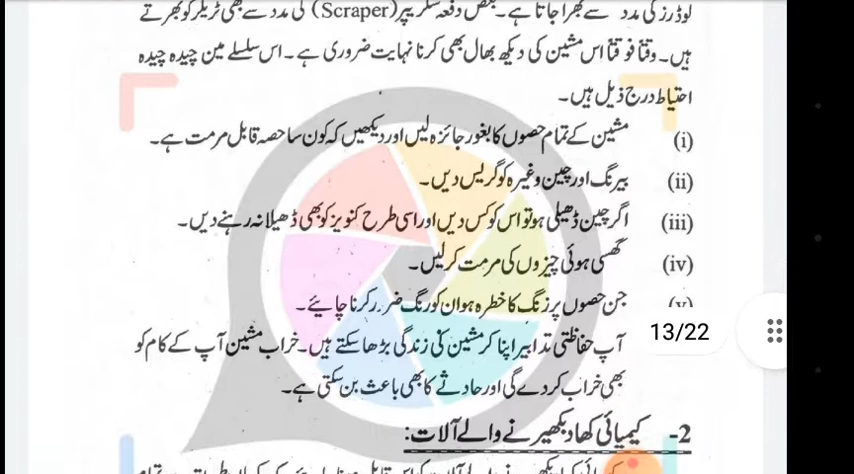 لوڈرز کی مدد سے بھرا جاتا ہے۔ بعض دفعہ سکریپر (Scraper) کی مدد سے بھی ٹریلر کو بھرتے
ہیں۔ وقتاً فوقتاً اس مشین کی دیکھ بھال بھی کرنا نہایت ضروری ہے۔ اس سلسلے مین چیدہ چیدہ
احتیاط درج ذیل ہیں۔
(i) مشین کے تمام حصوں کا بغور جائزہ لیں اور دیکھیں کہ کون سا حصہ قابل مرمت ہے۔
(ii) بیرنگ اور چین وغیرہ کو گریس دیں۔
(iii) اگر چین ڈھیلی ہو تو اس کو کس دیں اور اسی طرح کنویئر کو بھی ڈھیلا نہ رہنے دیں۔
(iv) گھسی ہوئی چیزوں کی مرمت کر لیں۔
(v) جن حصوں پر زنگ کا خطرہ ہو ان کو رنگ ضرور کرنا چاہیئے۔
13/22
آپ حفاظتی تدابیر اپنا کر مشین کی زندگی بڑھا سکتے ہیں۔ خراب مشین آپ کے کام کو
بھی خراب کر دے گی اور حادثے کا بھی باعث بن سکتی ہے۔
2- کیمیائی کھاد بکھیرنے والے آلات: